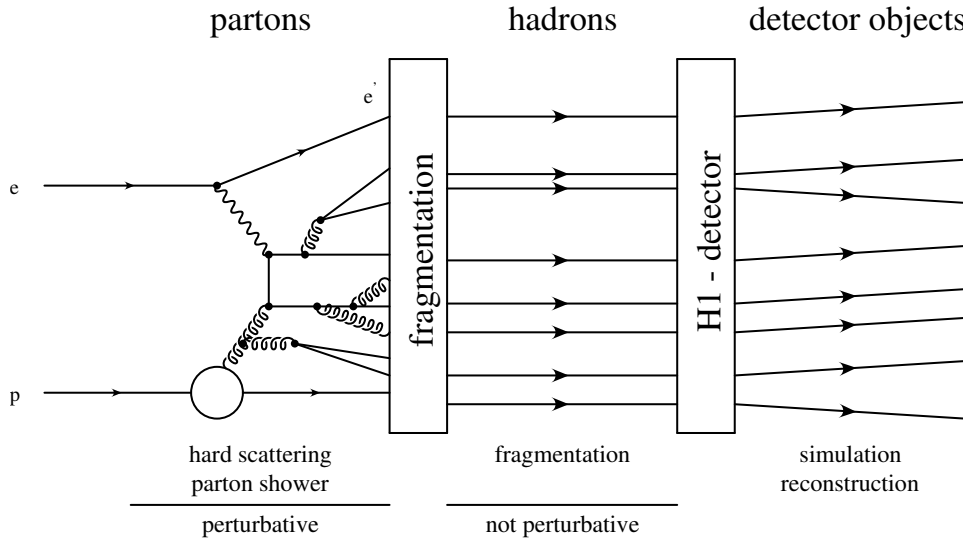 partons
hadrons
detector objects
e`
e
p
fragmentation
H1 - detector
hard scattering
parton shower
perturbative
fragmentation
not perturbative
simulation
reconstruction